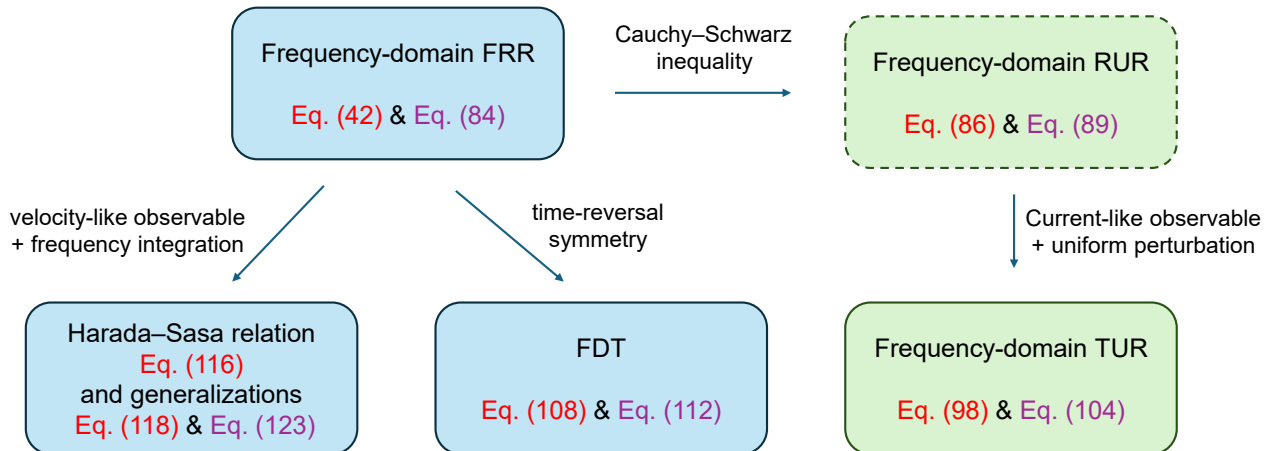 Frequency-domain FRR
Eq. (42) & Eq. (84)
Cauchy–Schwarz
inequality
Frequency-domain RUR
Eq. (86) & Eq. (89)
velocity-like observable
+ frequency integration
time-reversal
symmetry
Current-like observable
+ uniform perturbation
Harada–Sasa relation
Eq. (116)
and generalizations
Eq. (118) & Eq. (123)
FDT
Eq. (108) & Eq. (112)
Frequency-domain TUR
Eq. (98) & Eq. (104)